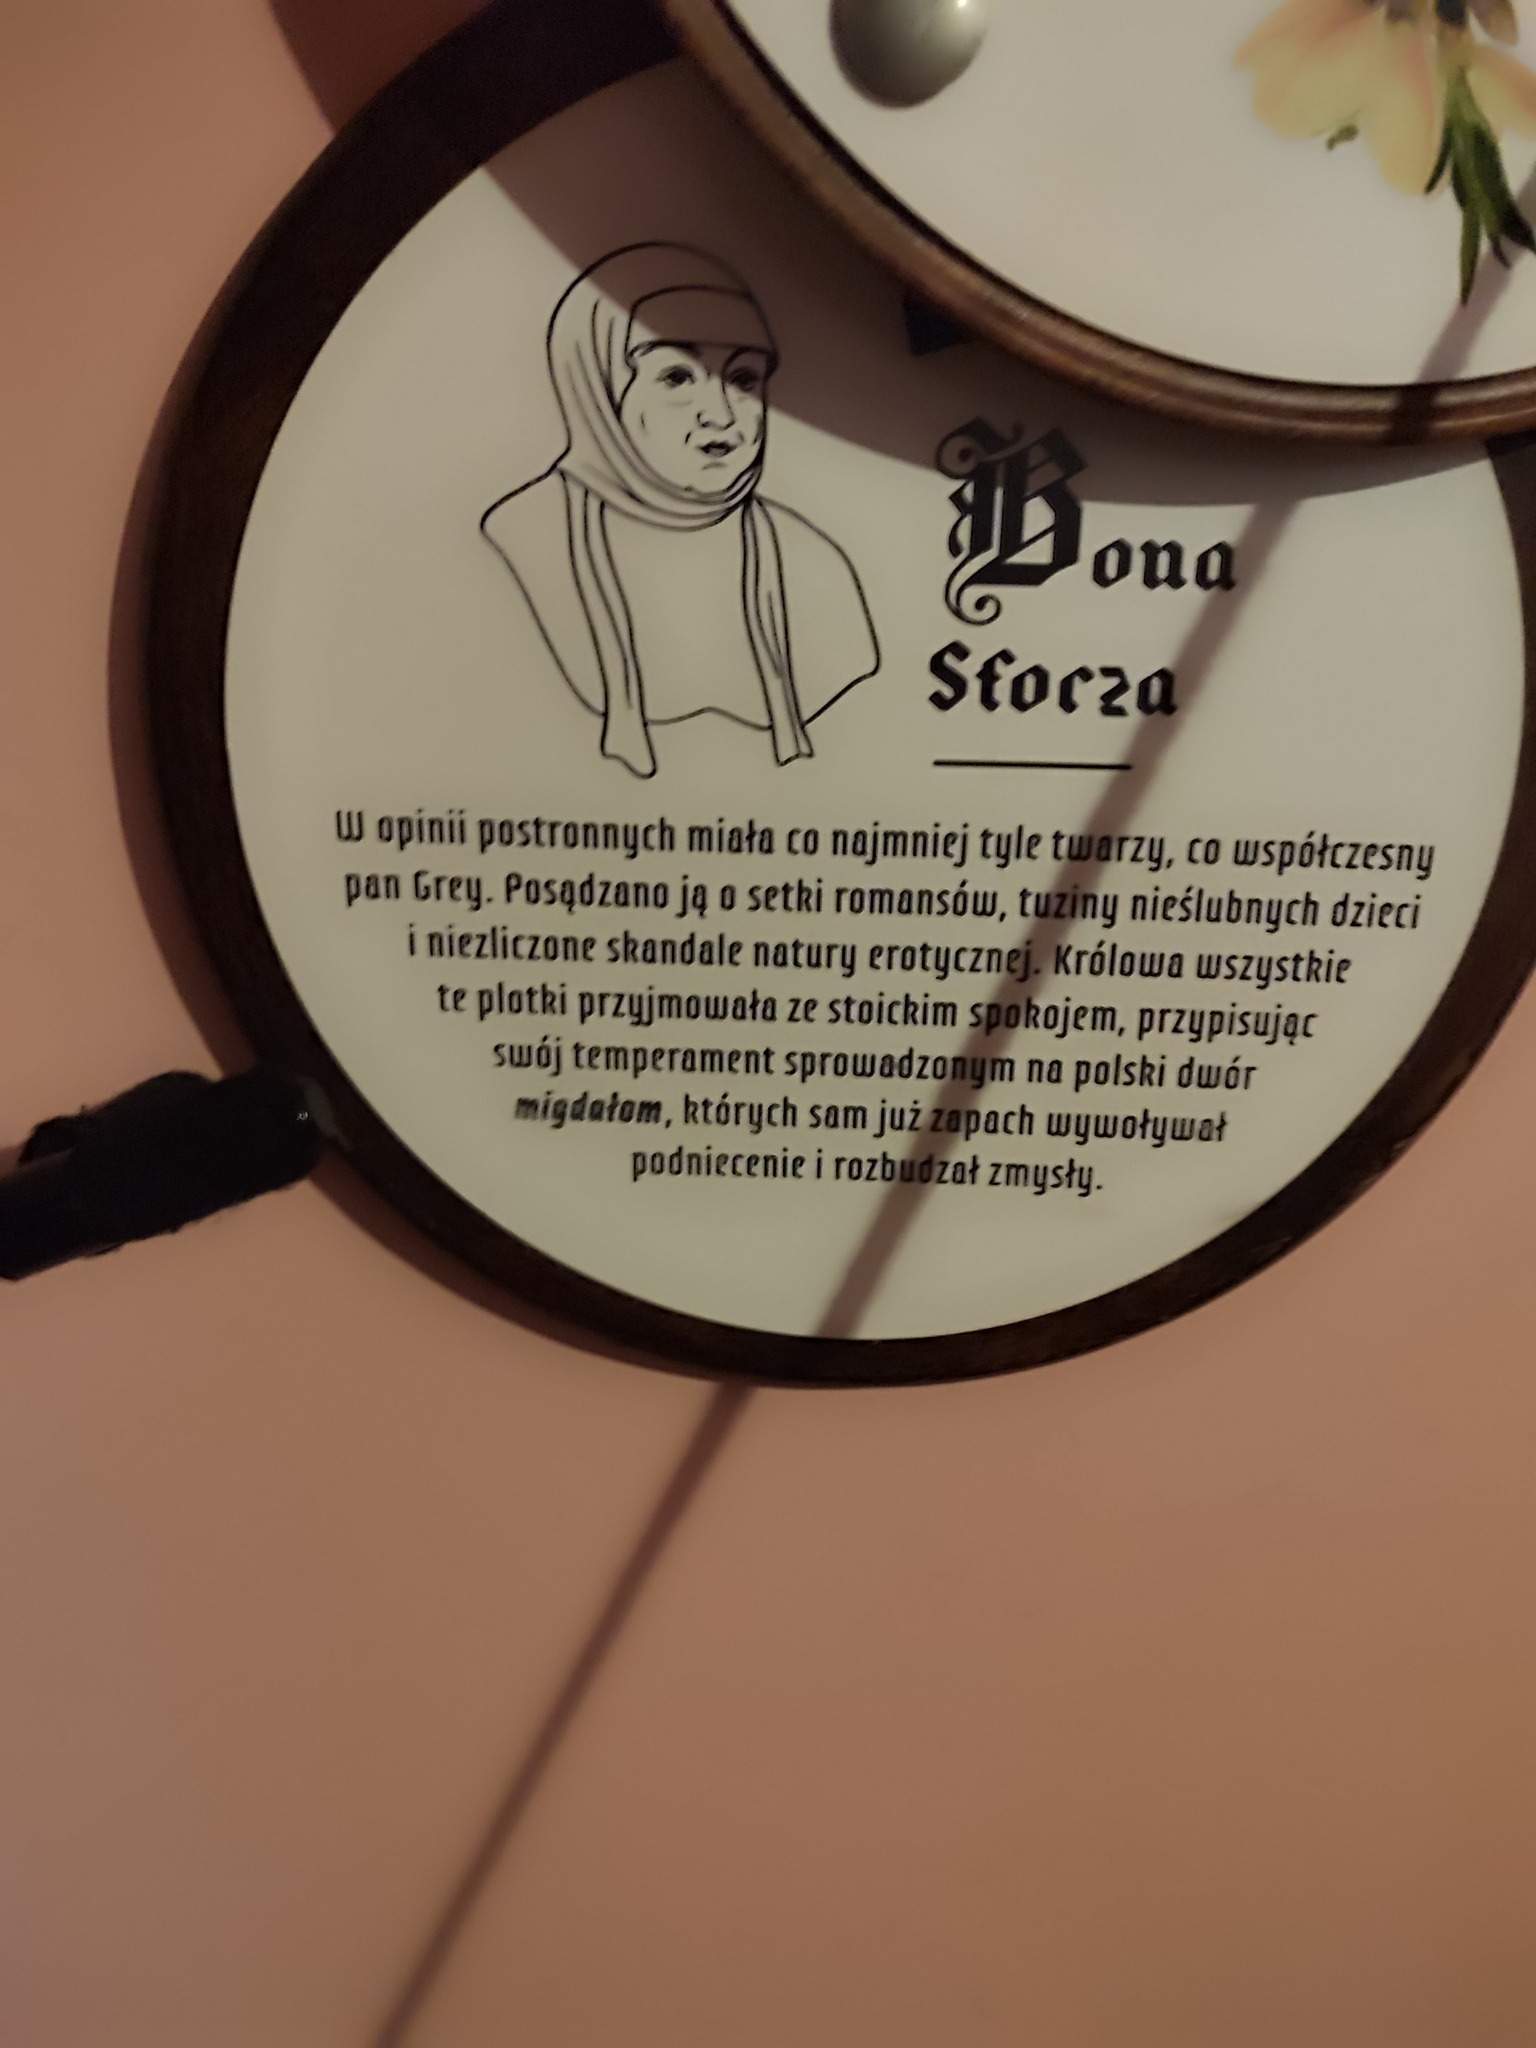 Bona
Sforza
W opinii postronnych miała co najmniej tyle twarzy, co współczesny
pan Grey. Posądzano ją o setki romansów, tuziny nieślubnych dzieci
i niezliczone skandale natury erotycznej. Królowa wszystkie
te plotki przyjmowała ze stoickim spokojem, przypisując
swój temperament sprowadzonym na polski dwór
migdałom, których sam już zapach wywoływał
podniecenie i rozbudzał zmysły.